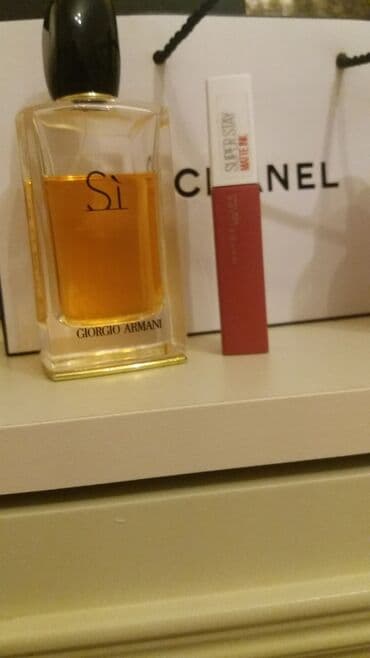 Sì
GIORGIO ARMANI
SUPER STAY
MATTE INK
CHANEL